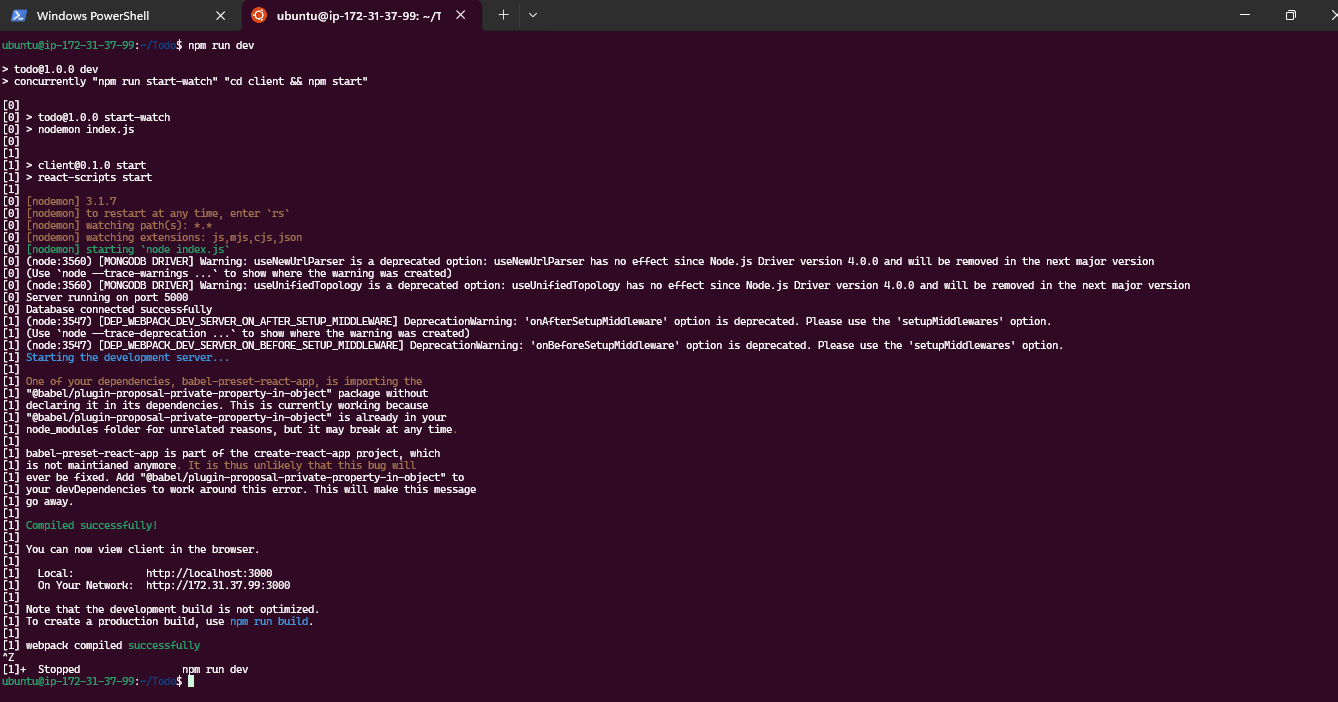 Windows PowerShell
ubuntu@ip-172-31-37-99: ~/T
ubuntu@ip-172-31-37-99:~/Todo$ npm run dev
> todo@1.0.0 dev
> concurrently "npm run start-watch" "cd client && npm start"
[0]
[0] > todo@1.0.0 start-watch
[0] > nodemon index.js
[0]
[1]
[1] > client@0.1.0 start
[1] > react-scripts start
[1]
[0] [nodemon] 3.1.7
[0] [nodemon] to restart at any time, enter `rs`
[0] [nodemon] watching path(s): *.*
[0] [nodemon] watching extensions: js,mjs,cjs,json
[0] [nodemon] starting `node index.js`
[0] (node:3560) [MONGODB DRIVER] Warning: useNewUrlParser is a deprecated option: useNewUrlParser has no effect since Node.js Driver version 4.0.0 and will be removed in the next major version
[0] (Use `node --trace-warnings ...` to show where the warning was created)
[0] (node:3560) [MONGODB DRIVER] Warning: useUnifiedTopology is a deprecated option: useUnifiedTopology has no effect since Node.js Driver version 4.0.0 and will be removed in the next major version
[0] Server running on port 5000
[0] Database connected successfully
[1] (node:3547) [DEP_WEBPACK_DEV_SERVER_ON_AFTER_SETUP_MIDDLEWARE] DeprecationWarning: 'onAfterSetupMiddleware' option is deprecated. Please use the 'setupMiddlewares' option.
[1] (Use `node --trace-deprecation ...` to show where the warning was created)
[1] (node:3547) [DEP_WEBPACK_DEV_SERVER_ON_BEFORE_SETUP_MIDDLEWARE] DeprecationWarning: 'onBeforeSetupMiddleware' option is deprecated. Please use the 'setupMiddlewares' option.
[1] Starting the development server...
[1]
[1] One of your dependencies, babel-preset-react-app, is importing the
[1] "@babel/plugin-proposal-private-property-in-object" package without
[1] declaring it in its dependencies. This is currently working because
[1] "@babel/plugin-proposal-private-property-in-object" is already in your
[1] node_modules folder for unrelated reasons, but it may break at any time.
[1]
[1] babel-preset-react-app is part of the create-react-app project, which
[1] is not maintianed anymore. It is thus unlikely that this bug will
[1] ever be fixed. Add "@babel/plugin-proposal-private-property-in-object" to
[1] your devDependencies to work around this error. This will make this message
[1] go away.
[1]
[1] Compiled successfully!
[1]
[1] You can now view client in the browser.
[1]
[1]   Local:            http://localhost:3000
[1]   On Your Network:  http://172.31.37.99:3000
[1]
[1] Note that the development build is not optimized.
[1] To create a production build, use npm run build.
[1]
[1] webpack compiled successfully
^Z
[1]+  Stopped                 npm run dev
ubuntu@ip-172-31-37-99:~/Todo$